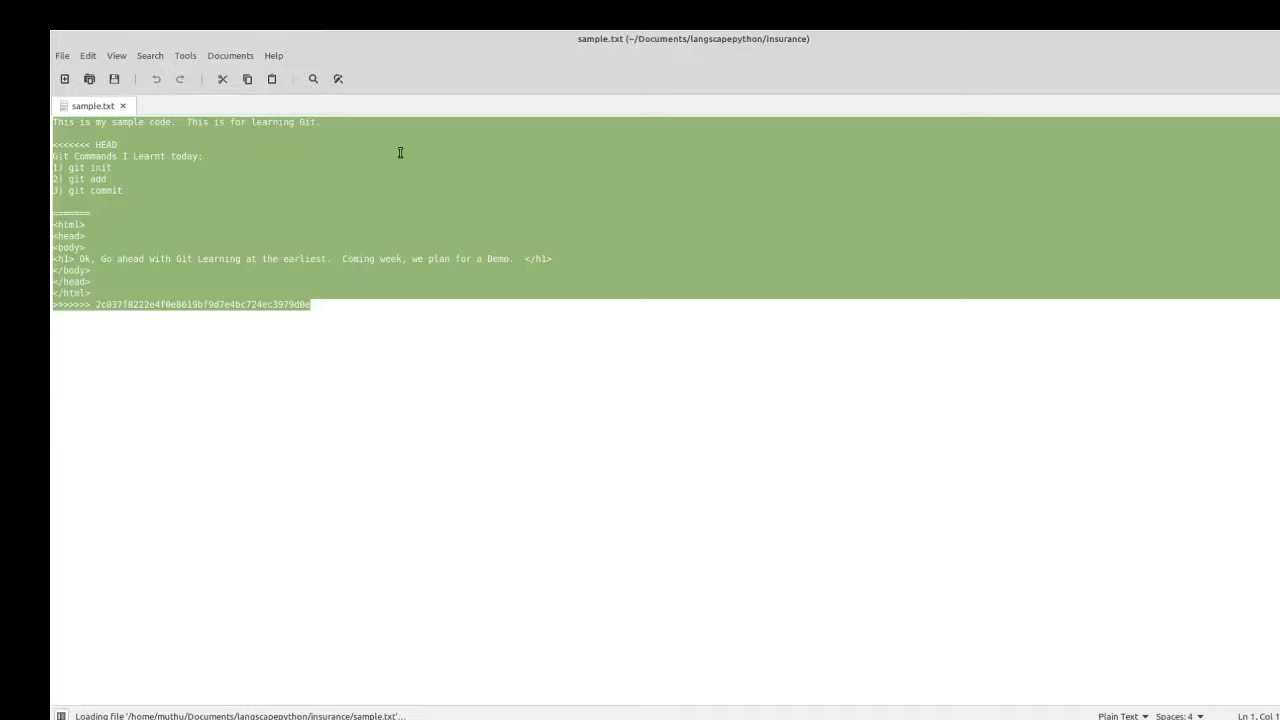 sample.txt (~/Documents/langscapepython/insurance)
File Edit View Search Tools Documents Help
sample.txt
This is my sample code.. This is for learning Git.
<<<<<<< HEAD
Git Commands I Learnt today:
1) git init
2) git add
3) git commit
=======
<html>
<head>
<body>
<h1> Ok, Go ahead with Git Learning at the earliest.  Coming week, we plan for a Demo.  </h1>
</body>
</head>
</html>
>>>>>>> 2c037f8222e4f0e8619bf9d7e4bc724ec3979d0e
Loading file '/home/muthu/Documents/langscapepython/insurance/sample.txt'...
Plain Text Spaces: 4 Ln 1, Col 1